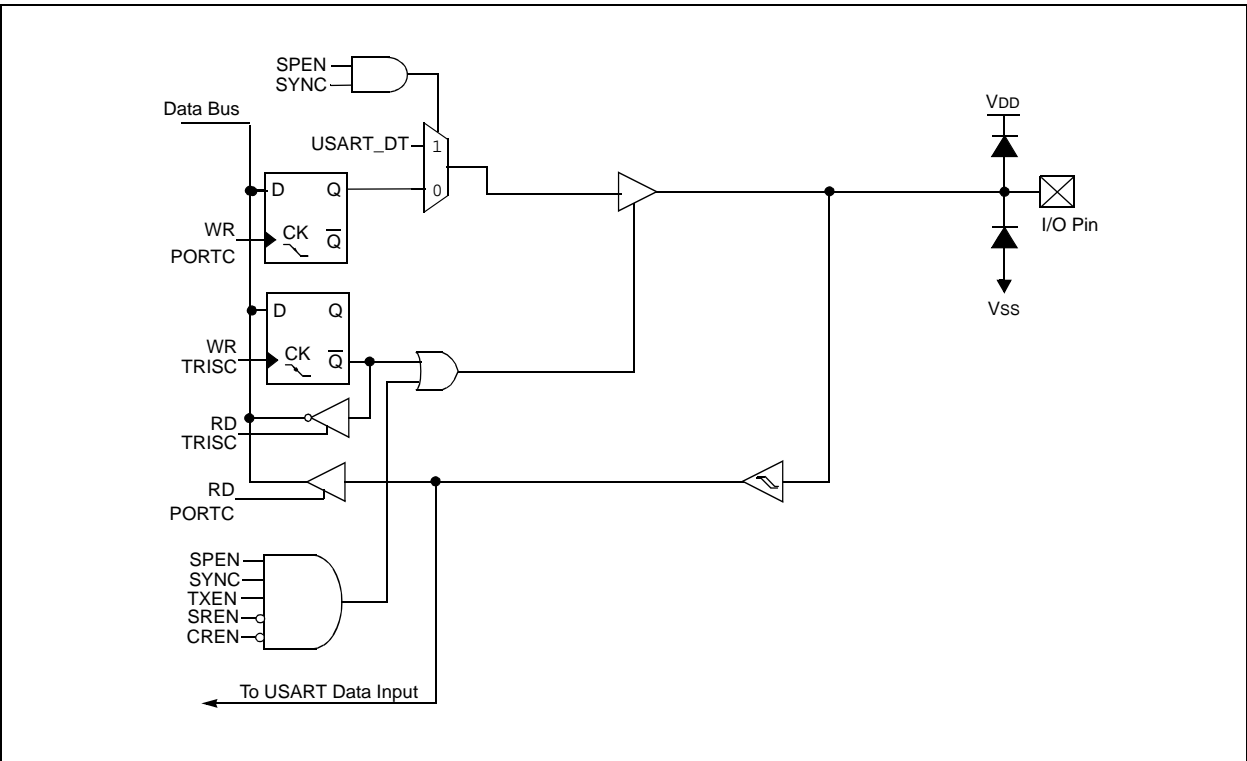 SPEN
SYNC
Data Bus
VDD
USART_DT
1
D
Q
0
WR
PORTC
CK
Q
I/O Pin
D
Q
VSS
WR
TRISC
CK
Q
RD
TRISC
RD
PORTC
SPEN
SYNC
TXEN
SREN
CREN
To USART Data Input